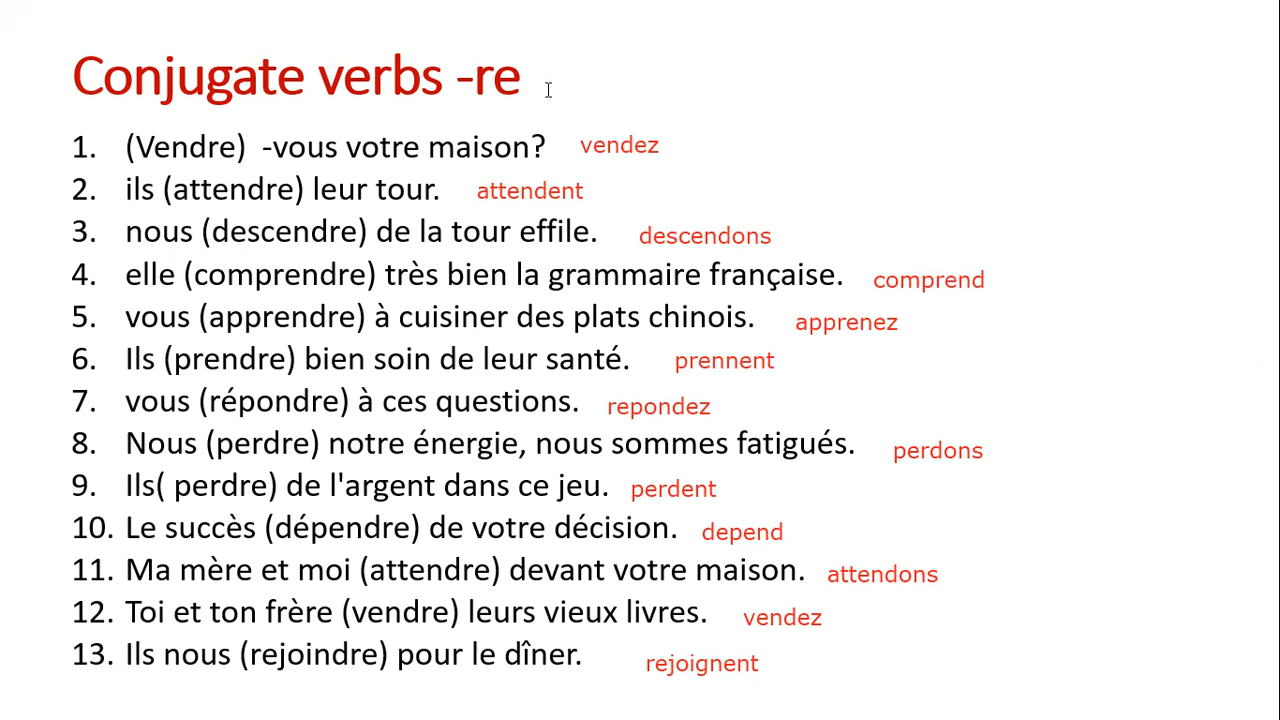 Conjugate verbs -re
1. (Vendre) -vous votre maison? vendez
2. ils (attendre) leur tour. attendent
3. nous (descendre) de la tour effile. descendons
4. elle (comprendre) très bien la grammaire française. comprend
5. vous (apprendre) à cuisiner des plats chinois. apprenez
6. Ils (prendre) bien soin de leur santé. prennent
7. vous (répondre) à ces questions. repondez
8. Nous (perdre) notre énergie, nous sommes fatigués. perdons
9. Ils( perdre) de l'argent dans ce jeu. perdent
10. Le succès (dépendre) de votre décision. depend
11. Ma mère et moi (attendre) devant votre maison. attendons
12. Toi et ton frère (vendre) leurs vieux livres. vendez
13. Ils nous (rejoindre) pour le dîner. rejoignent